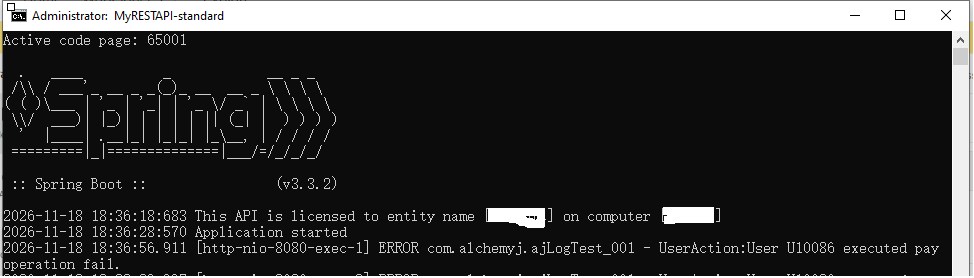 Administrator: MyRESTAPI-standard
Active code page: 65001
Spring
:: Spring Boot :: (v3.3.2)
2026-11-18 18:36:18:683 This API is licensed to entity name [ ] on computer [ ]
2026-11-18 18:36:28:570 Application started
2026-11-18 18:36:56.911 [http-nio-8080-exec-1] ERROR com.alchemyj.ajLogTest_001 - UserAction:User U10086 executed pay
operation fail.